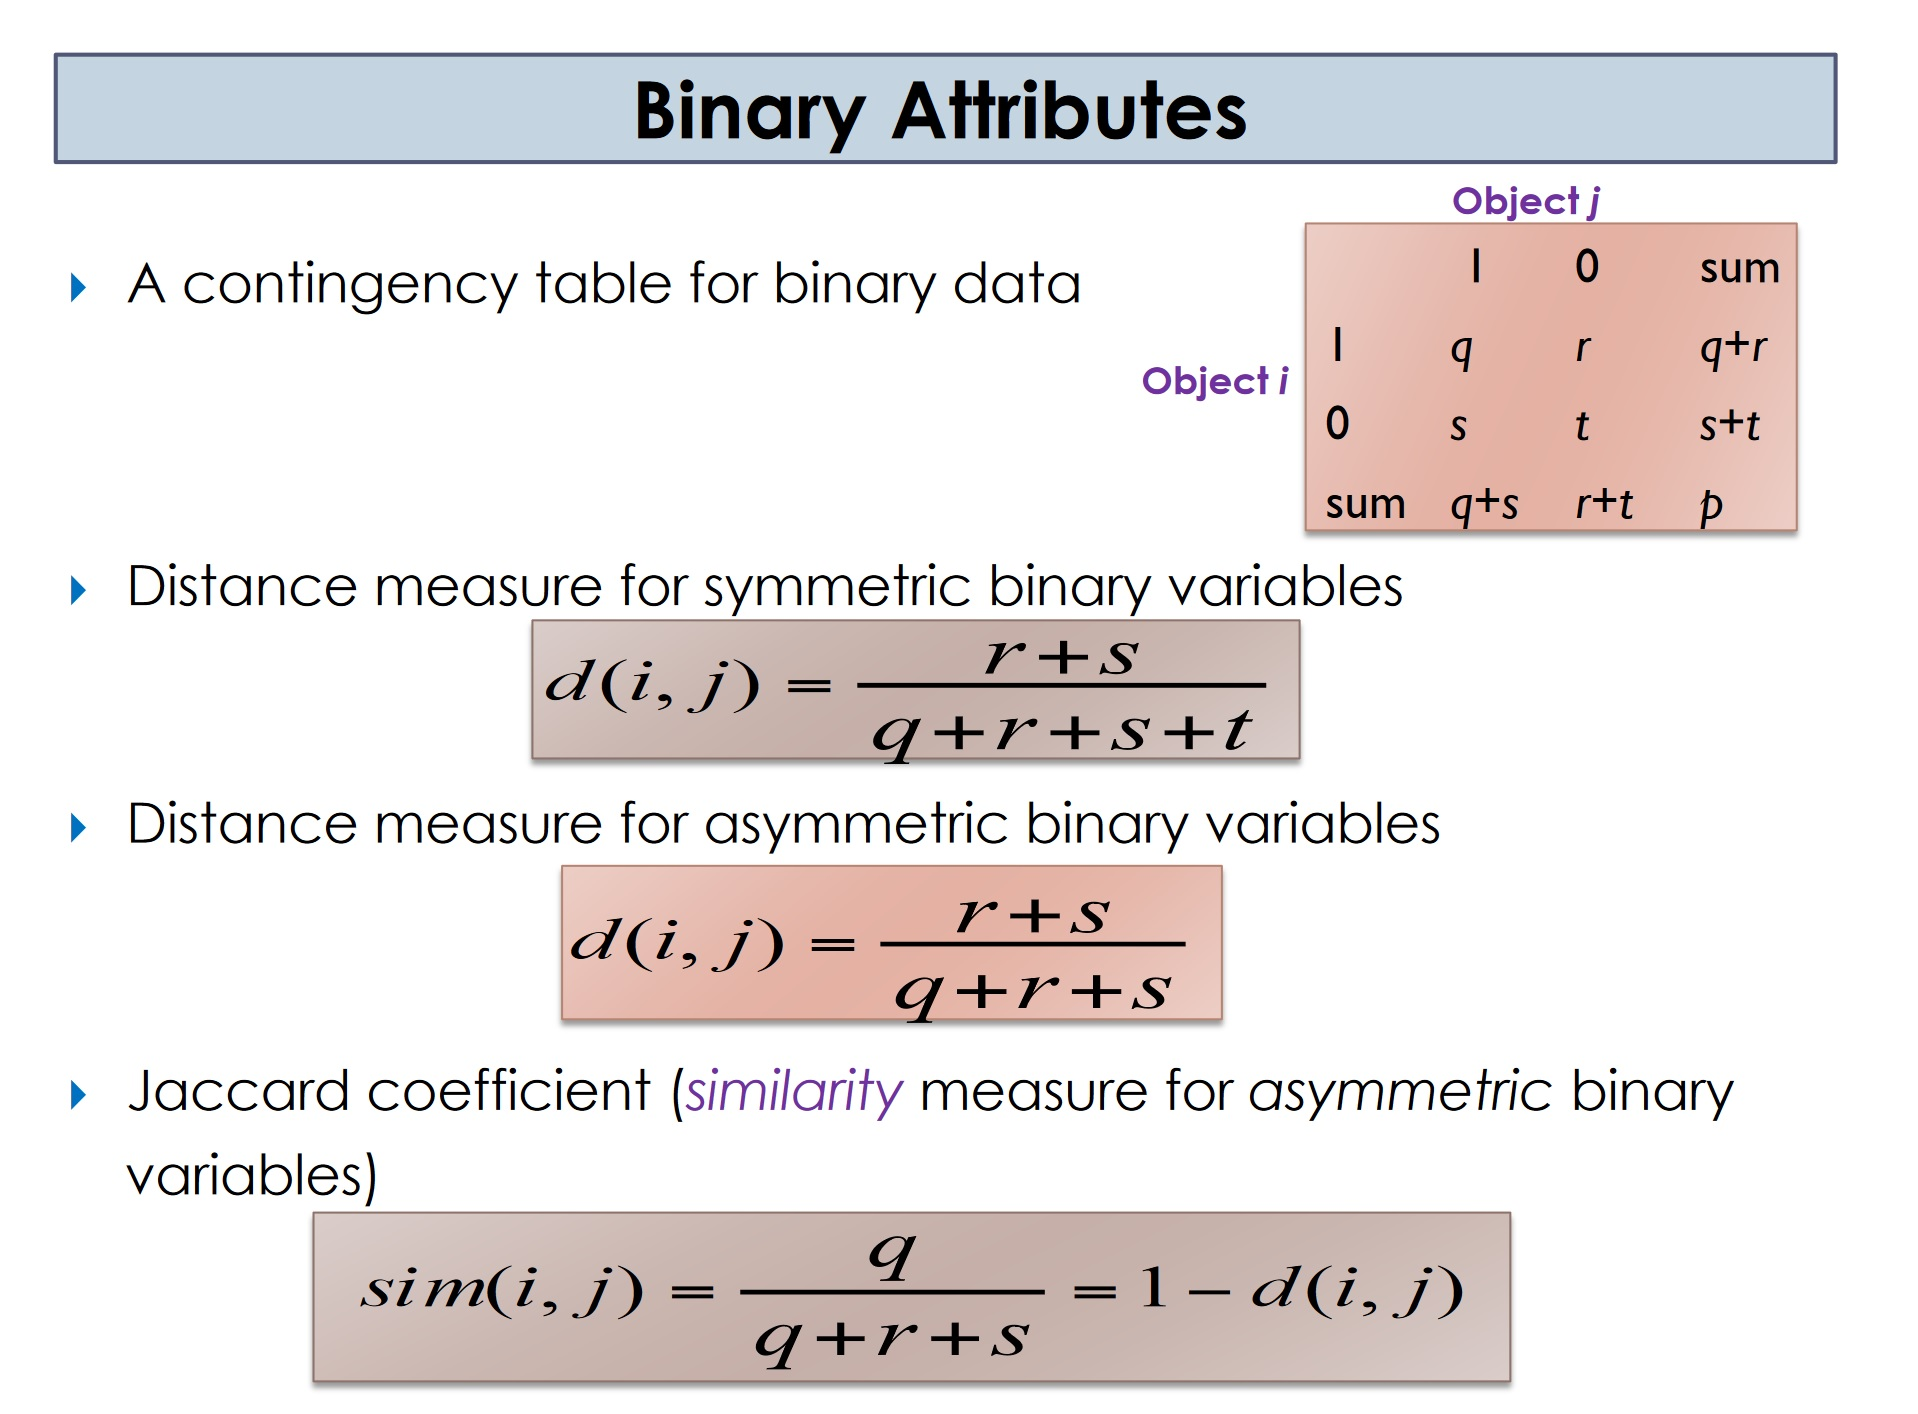 Binary Attributes
A contingency table for binary data
Object j
Object i
1 0 sum
1 q r q+r
0 s t s+t
sum q+s r+t p
Distance measure for symmetric binary variables
d(i, j) = r+s / q+r+s+t
Distance measure for asymmetric binary variables
d(i, j) = r+s / q+r+s
Jaccard coefficient (similarity measure for asymmetric binary
variables)
sim(i, j) = q / q+r+s = 1 − d(i, j)